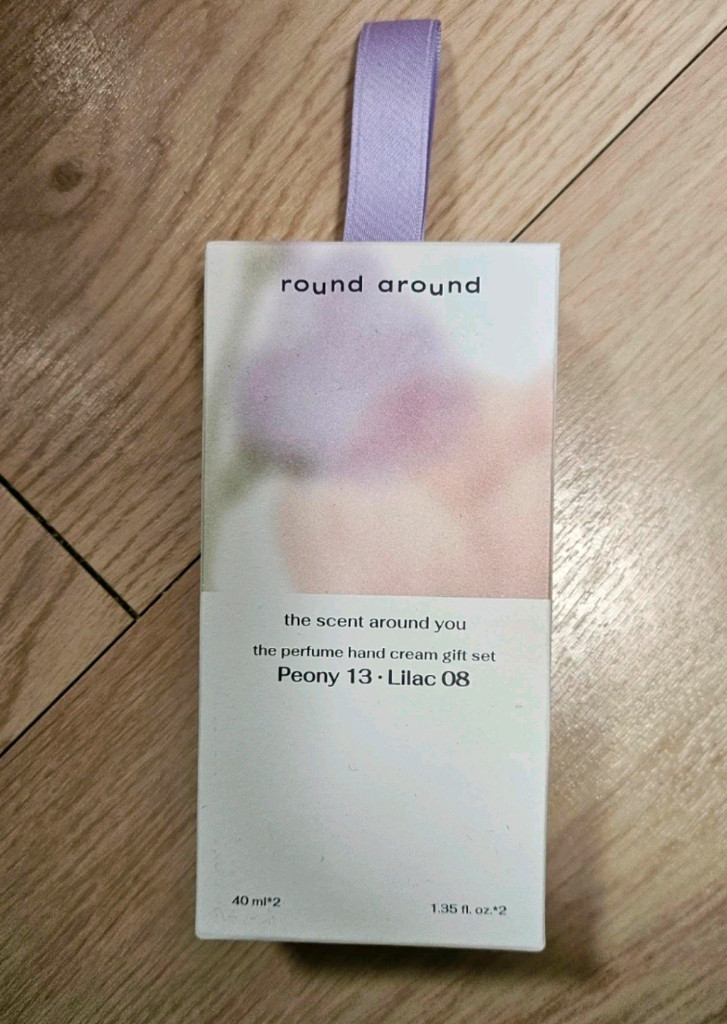 round around
the scent around you
the perfume hand cream gift set
Peony 13 · Lilac 08
40 ml*2
1.35 fl. oz.*2